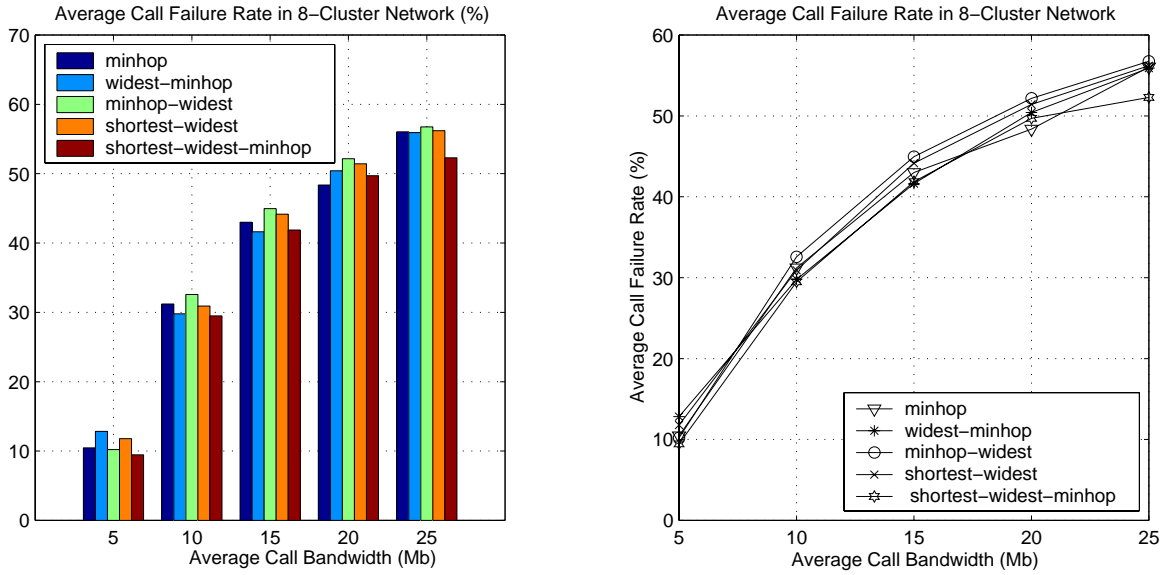 Average Call Failure Rate in 8−Cluster Network (%)
70
60
50
40
30
20
10
0
minhop
widest−minhop
minhop−widest
shortest−widest
shortest−widest−minhop
5 10 15 20 25
Average Call Bandwidth (Mb)
Average Call Failure Rate in 8−Cluster Network
Average Call Failure Rate (%)
60
50
40
30
20
10
0
minhop
widest−minhop
minhop−widest
shortest−widest
shortest−widest−minhop
5 10 15 20 25
Average Call Bandwidth (Mb)